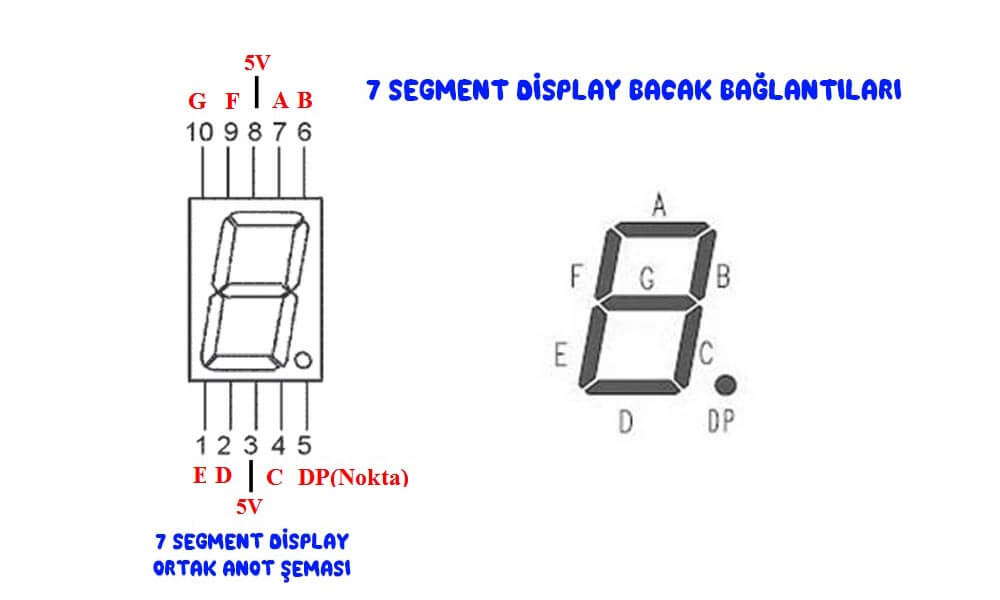 7 SEGMENT DİSPLAY BACAK BAĞLANTILARI
5V
G F A B
10 9 8 7 6
1 2 3 4 5
E D C DP(Nokta)
5V
7 SEGMENT DİSPLAY
ORTAK ANOT ŞEMASI
A
F G B
E C
D DP